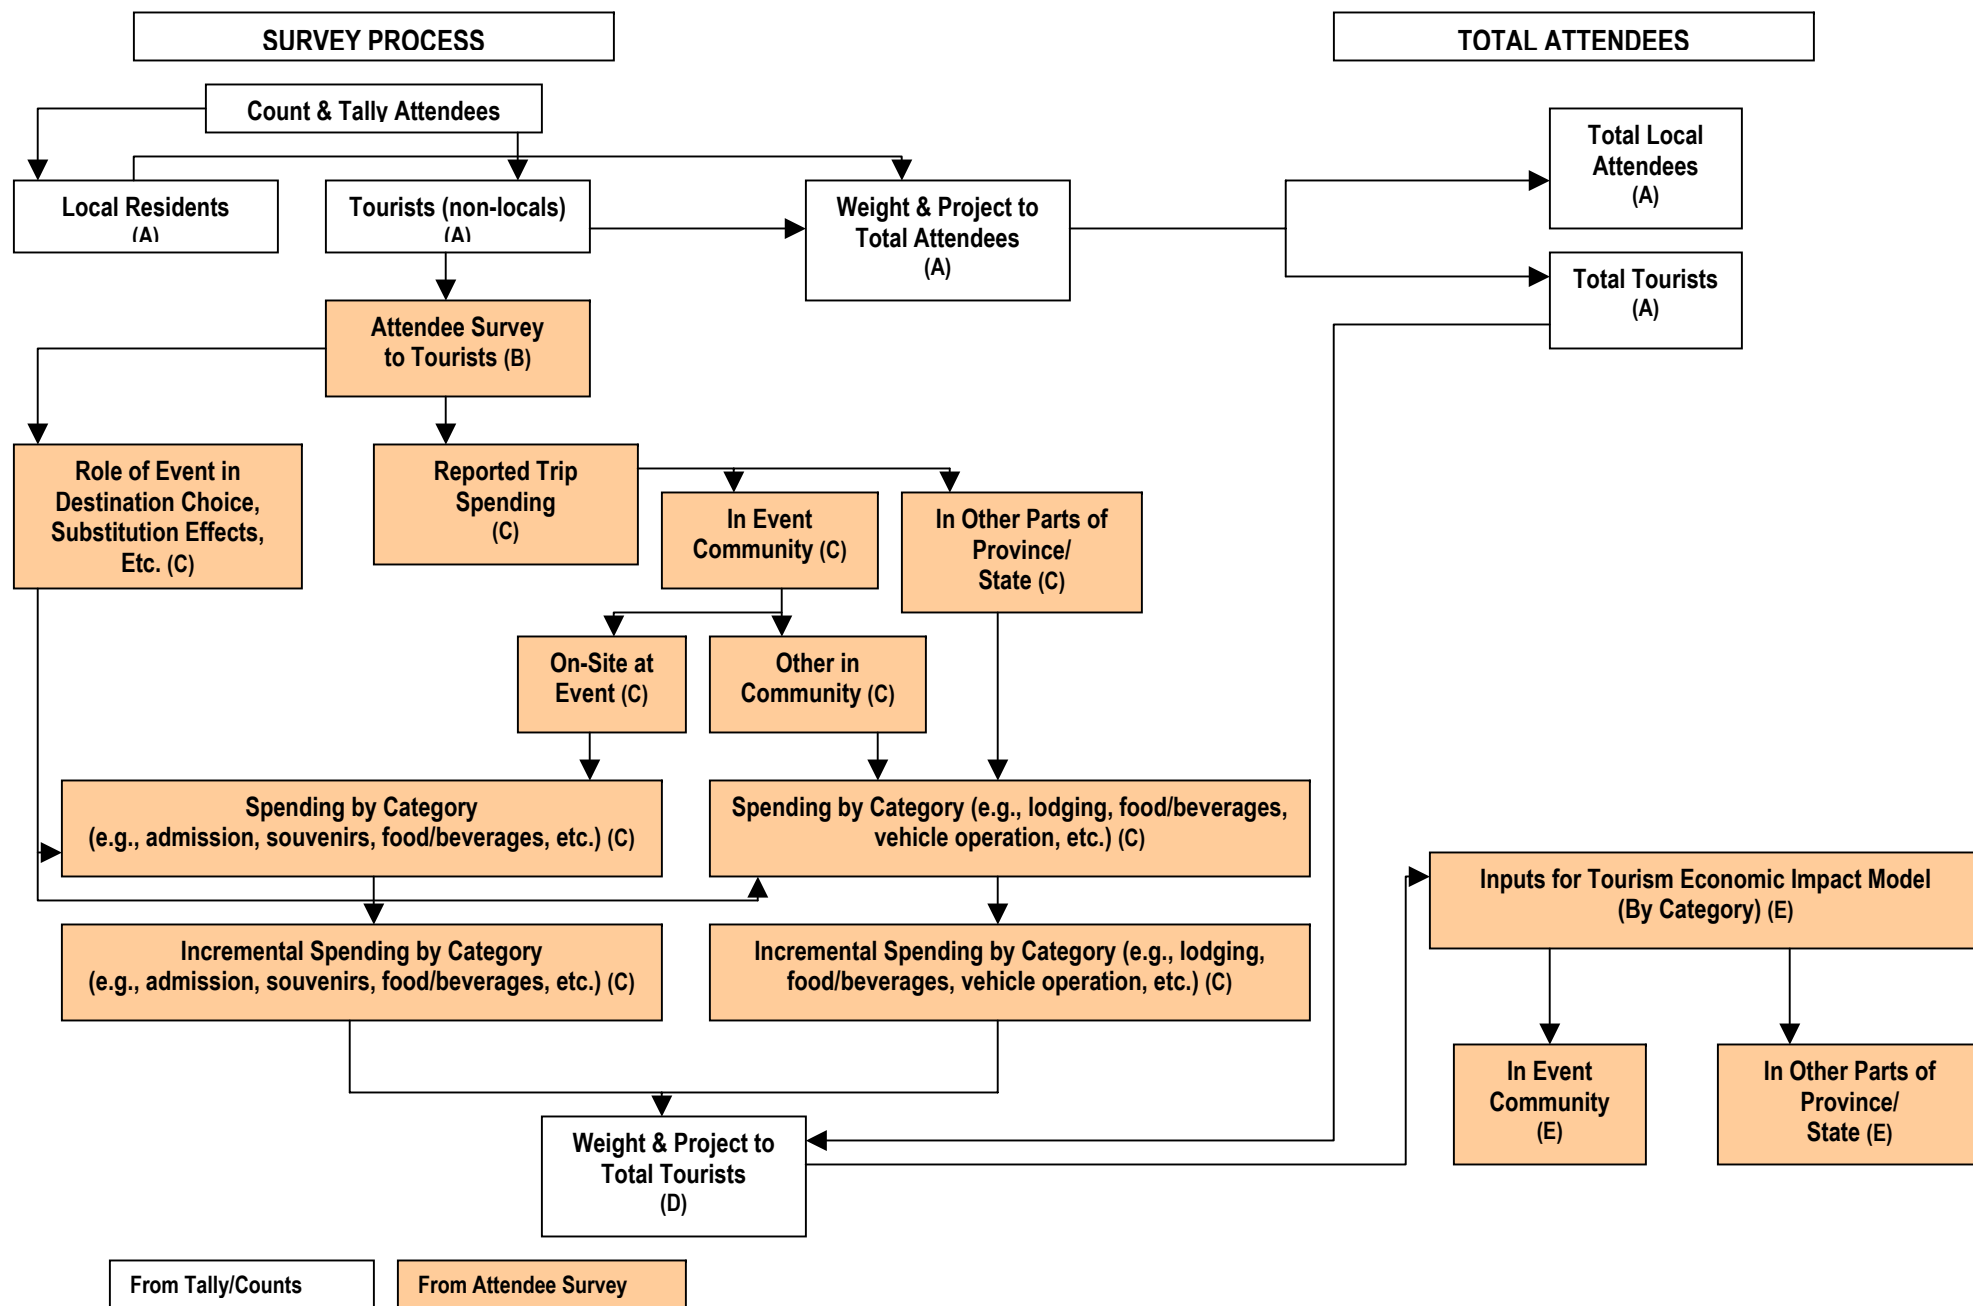 SURVEY PROCESS
TOTAL ATTENDEES
Count & Tally Attendees
Local Residents
(A)
Tourists (non-locals)
(A)
Weight & Project to
Total Attendees
(A)
Total Local
Attendees
(A)
Total Tourists
(A)
Attendee Survey
to Tourists (B)
Role of Event in
Destination Choice,
Substitution Effects,
Etc. (C)
Reported Trip
Spending
(C)
In Event
Community (C)
In Other Parts of
Province/
State (C)
On-Site at
Event (C)
Other in
Community (C)
Spending by Category
(e.g., admission, souvenirs, food/beverages, etc.) (C)
Spending by Category (e.g., lodging, food/beverages,
vehicle operation, etc.) (C)
Inputs for Tourism Economic Impact Model
(By Category) (E)
Incremental Spending by Category
(e.g., admission, souvenirs, food/beverages, etc.) (C)
Incremental Spending by Category (e.g., lodging,
food/beverages, vehicle operation, etc.) (C)
In Event
Community
(E)
In Other Parts of
Province/
State (E)
Weight & Project to
Total Tourists
(D)
From Tally/Counts
From Attendee Survey